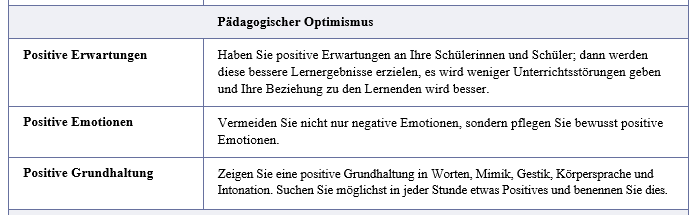 Pädagogischer Optimismus
Positive Erwartungen
Haben Sie positive Erwartungen an Ihre Schülerinnen und Schüler; dann werden
diese bessere Lernergebnisse erzielen, es wird weniger Unterrichtsstörungen geben
und Ihre Beziehung zu den Lernenden wird besser.
Positive Emotionen
Vermeiden Sie nicht nur negative Emotionen, sondern pflegen Sie bewusst positive
Emotionen.
Positive Grundhaltung
Zeigen Sie eine positive Grundhaltung in Worten, Mimik, Gestik, Körpersprache und
Intonation. Suchen Sie möglichst in jeder Stunde etwas Positives und benennen Sie dies.